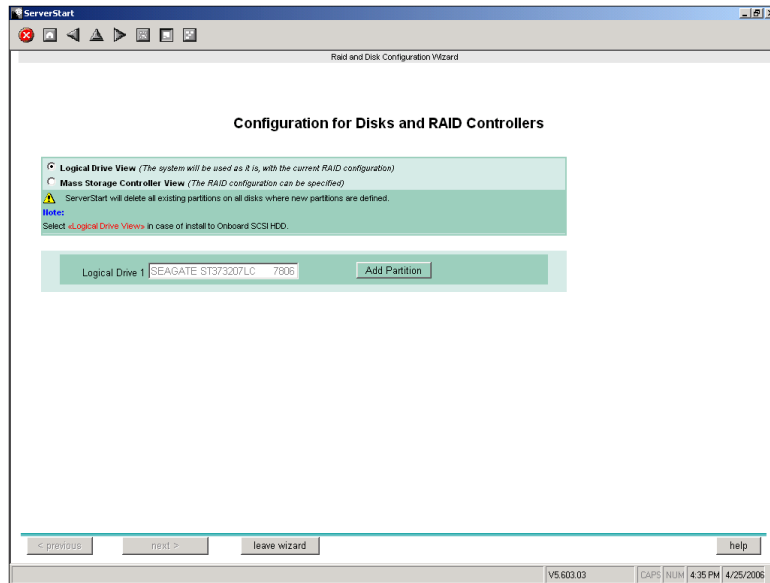 ServerStart
Raid and Disk Configuration Wizard
Configuration for Disks and RAID Controllers
Logical Drive View (The system will be used as it is, with the current RAID configuration)
Mass Storage Controller View (The RAID configuration can be specified)
ServerStart will delete all existing partitions on all disks where new partitions are defined.
Note:
Select «Logical Drive View» in case of install to Onboard SCSI HDD.
Logical Drive 1 SEAGATE ST373207LC 7806 Add Partition
< previous next > leave wizard help
V5.603.03 CAPS NUM 4:35 PM 4/25/2006